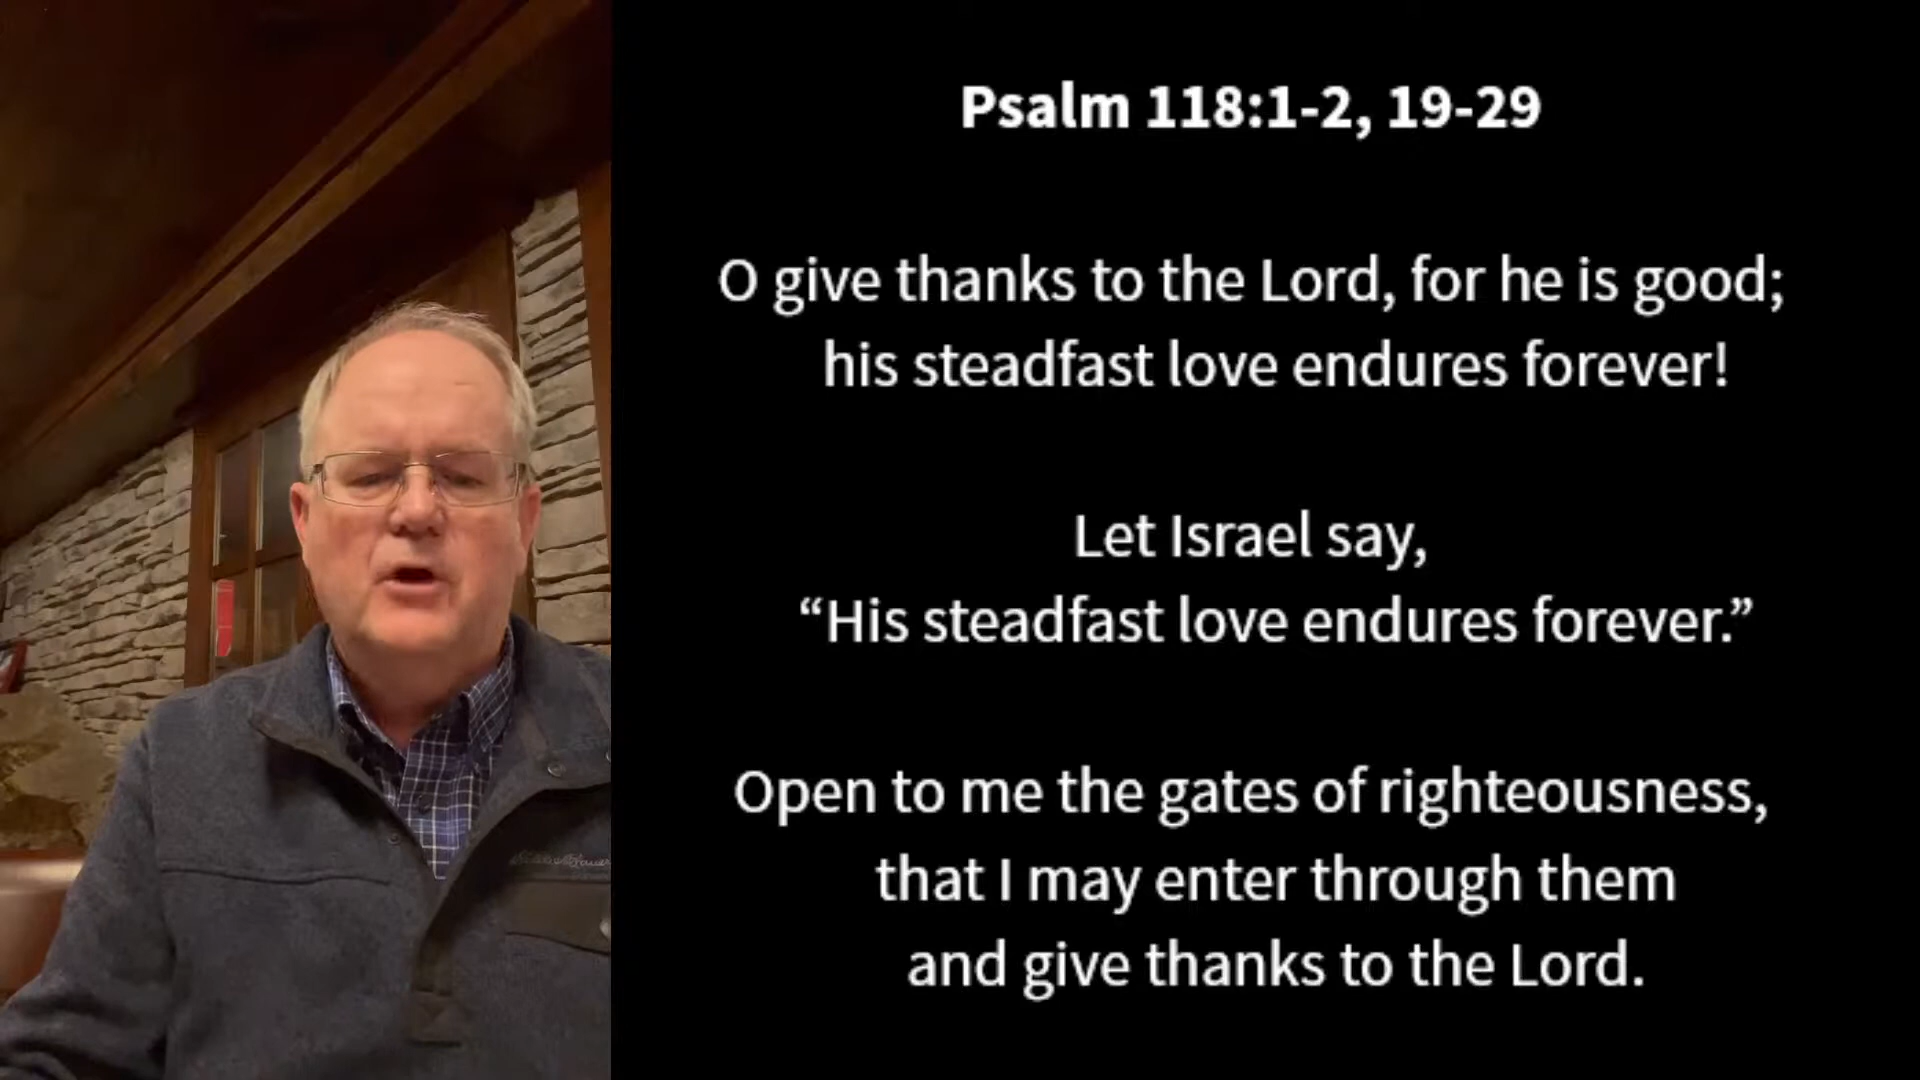 Psalm 118:1-2, 19-29
O give thanks to the Lord, for he is good;
his steadfast love endures forever!
Let Israel say,
“His steadfast love endures forever.”
Open to me the gates of righteousness,
that I may enter through them
and give thanks to the Lord.
Eddie Bauer